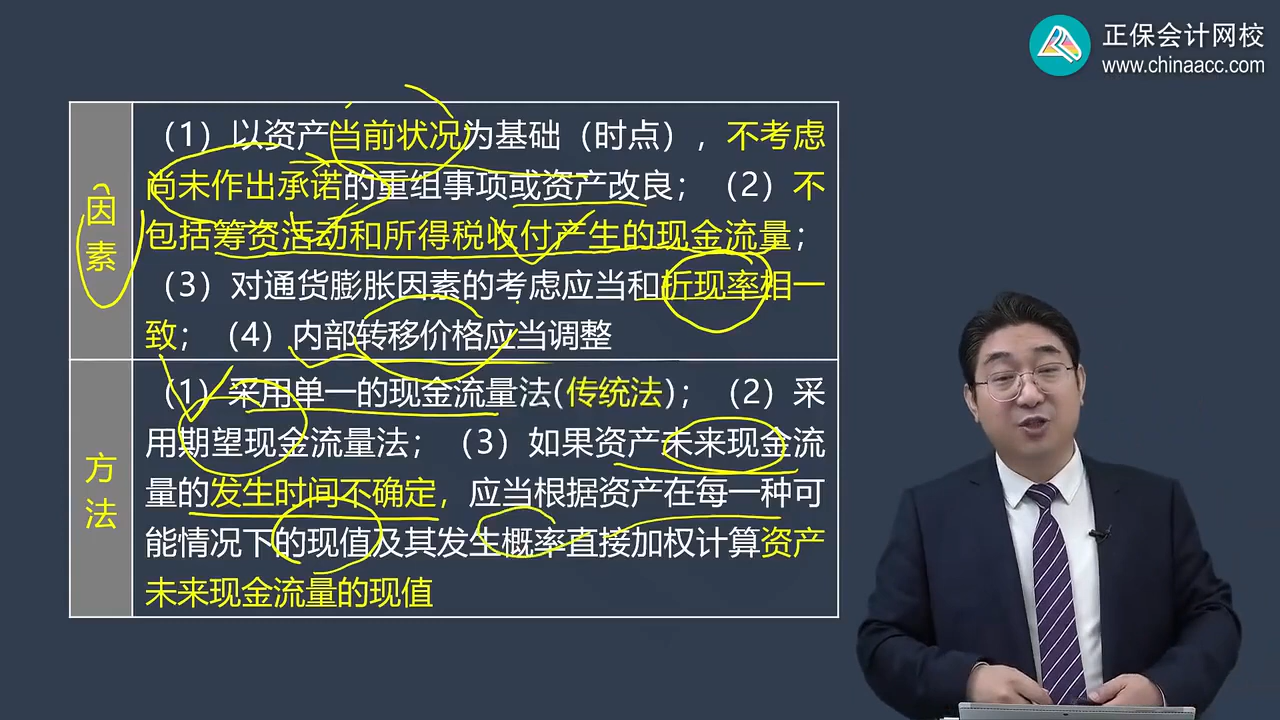 正保会计网校
www.chinaacc.com
因素
（1）以资产当前状况为基础（时点），不考虑
尚未作出承诺的重组事项或资产改良；（2）不
包括筹资活动和所得税收付产生的现金流量；
（3）对通货膨胀因素的考虑应当和折现率相一
致；（4）内部转移价格应当调整
方法
（1）采用单一的现金流量法(传统法)；（2）采
用期望现金流量法；（3）如果资产未来现金流
量的发生时间不确定，应当根据资产在每一种可
能情况下的现值及其发生概率直接加权计算资产
未来现金流量的现值